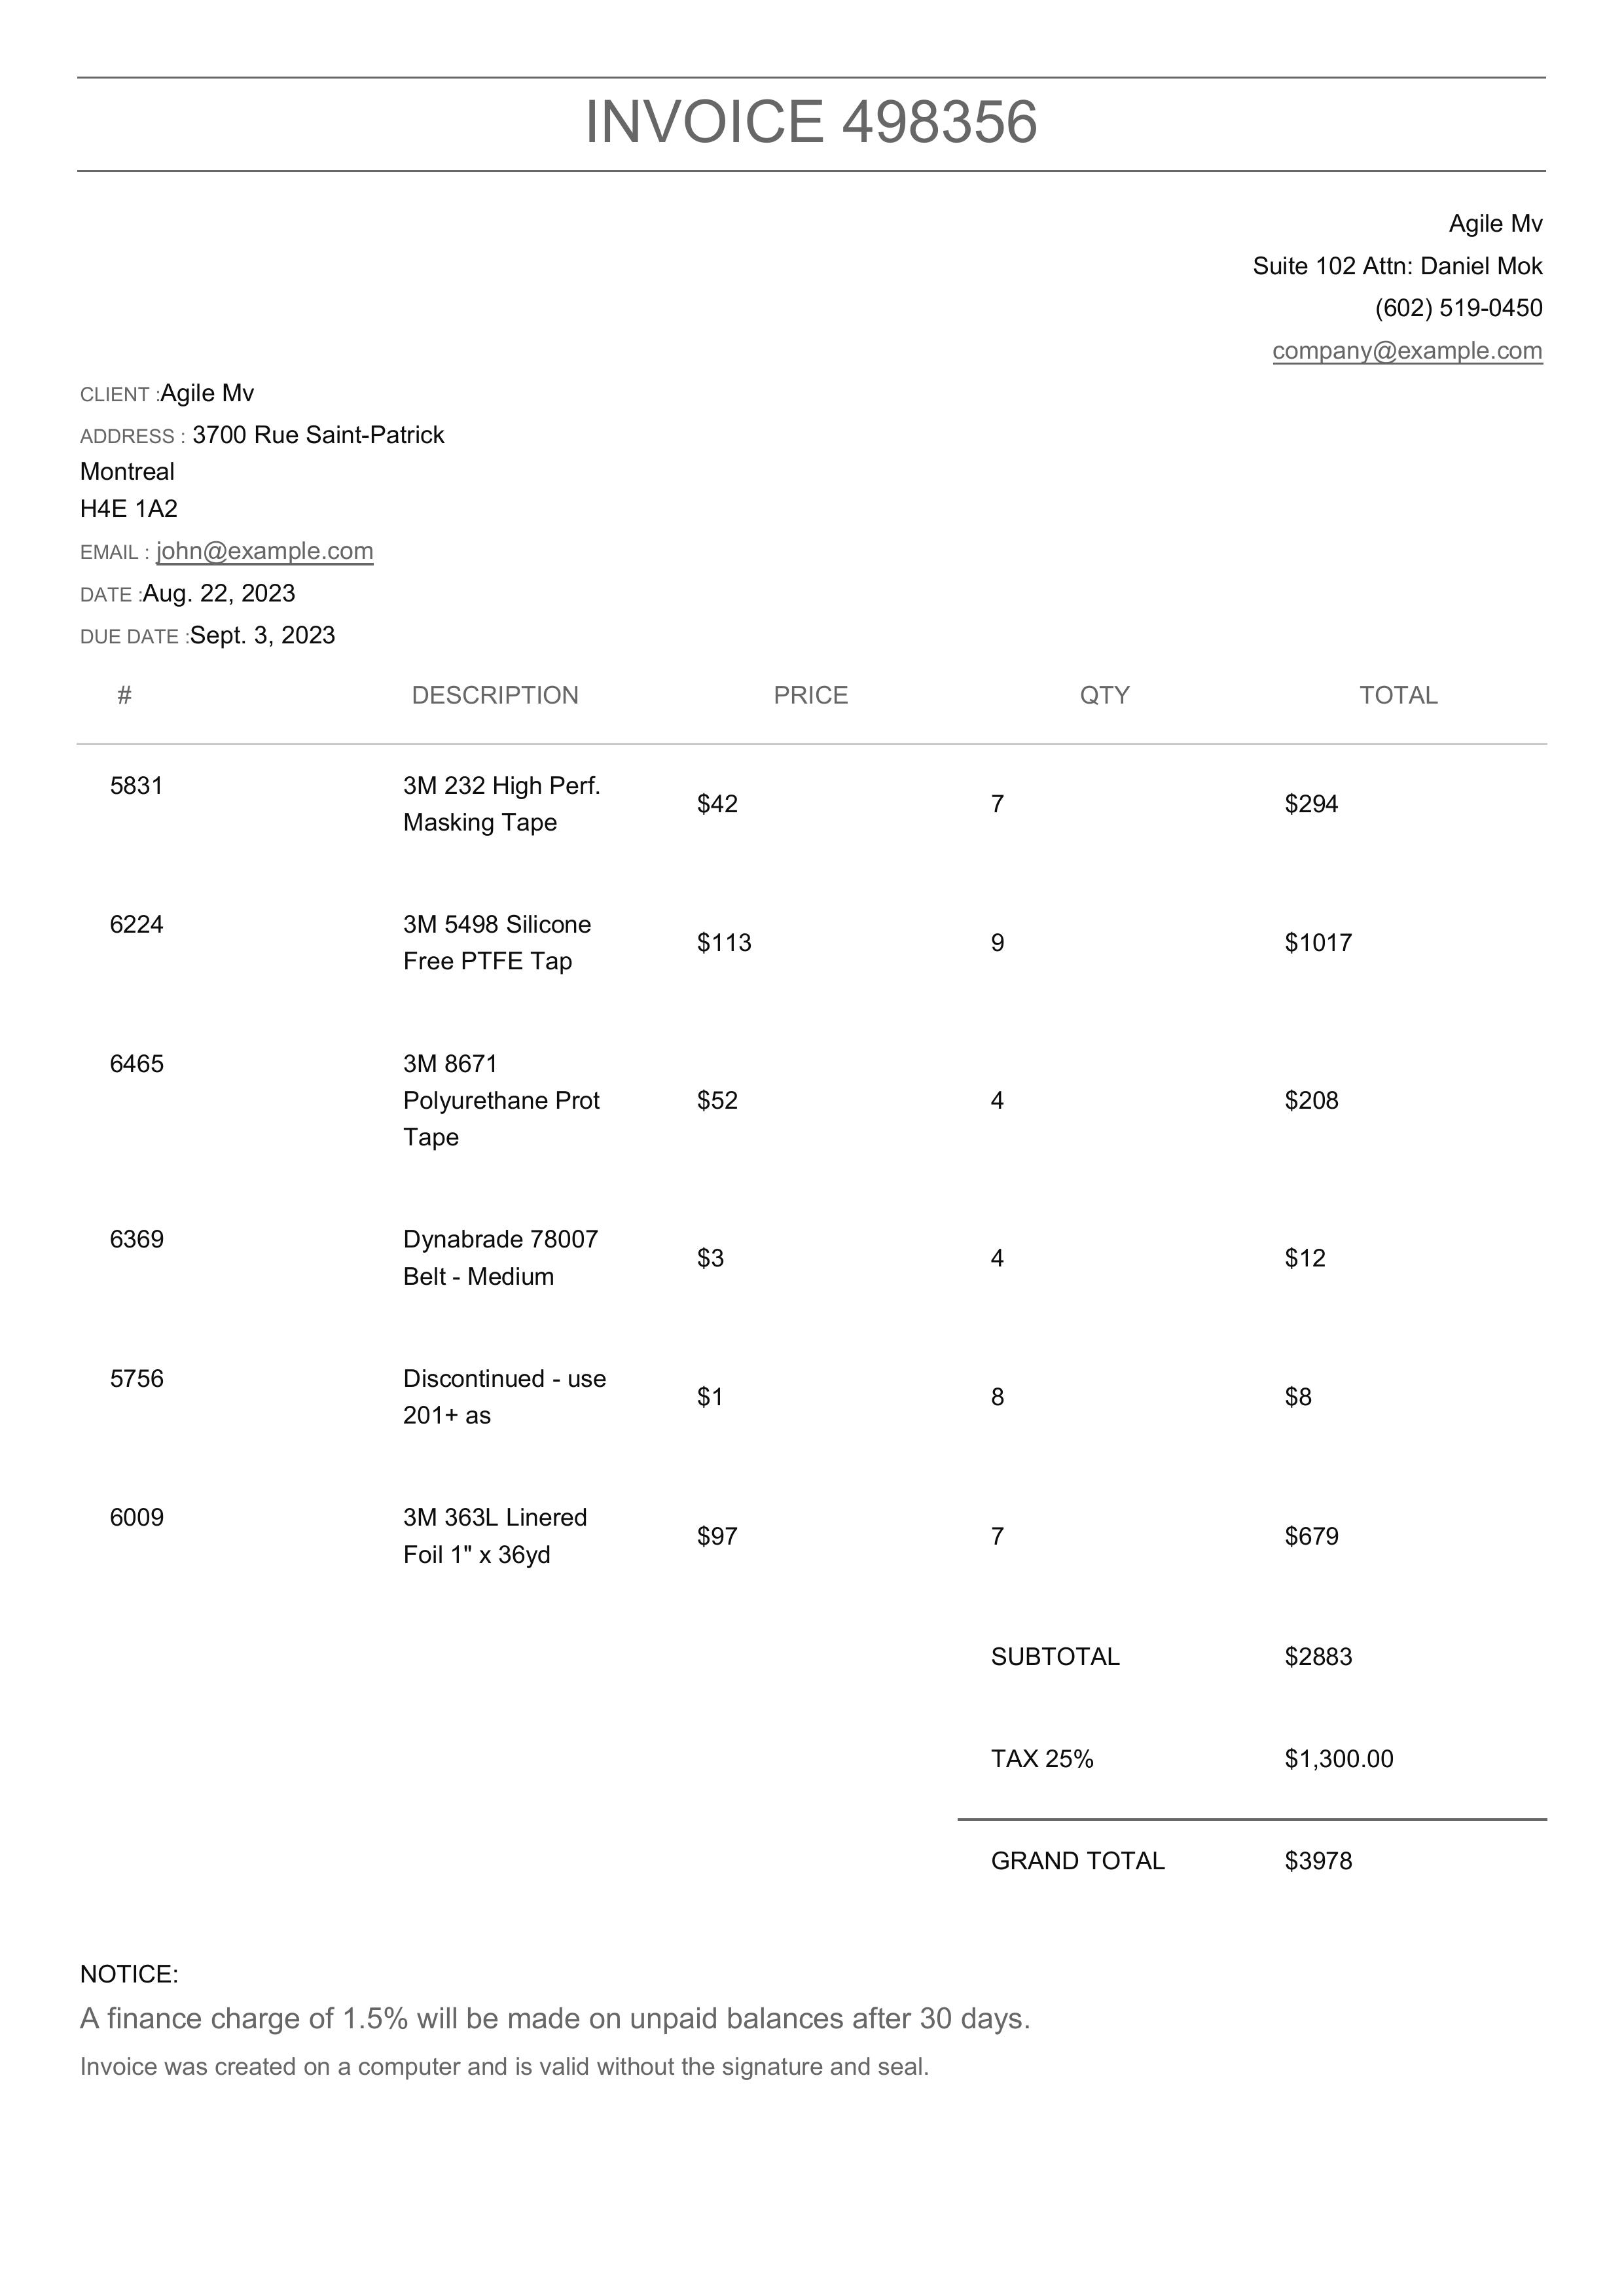 INVOICE 498356
Agile Mv
Suite 102 Attn: Daniel Mok
(602) 519-0450
company@example.com
CLIENT :Agile Mv
ADDRESS : 3700 Rue Saint-Patrick
Montreal
H4E 1A2
EMAIL : john@example.com
DATE :Aug. 22, 2023
DUE DATE :Sept. 3, 2023
# DESCRIPTION PRICE QTY TOTAL
5831 3M 232 High Perf.
Masking Tape $42 7 $294
6224 3M 5498 Silicone
Free PTFE Tap $113 9 $1017
6465 3M 8671
Polyurethane Prot $52 4 $208
Tape
6369 Dynabrade 78007
Belt - Medium $3 4 $12
5756 Discontinued - use
201+ as $1 8 $8
6009 3M 363L Linered
Foil 1" x 36yd $97 7 $679
SUBTOTAL $2883
TAX 25% $1,300.00
GRAND TOTAL $3978
NOTICE:
A finance charge of 1.5% will be made on unpaid balances after 30 days.
Invoice was created on a computer and is valid without the signature and seal.